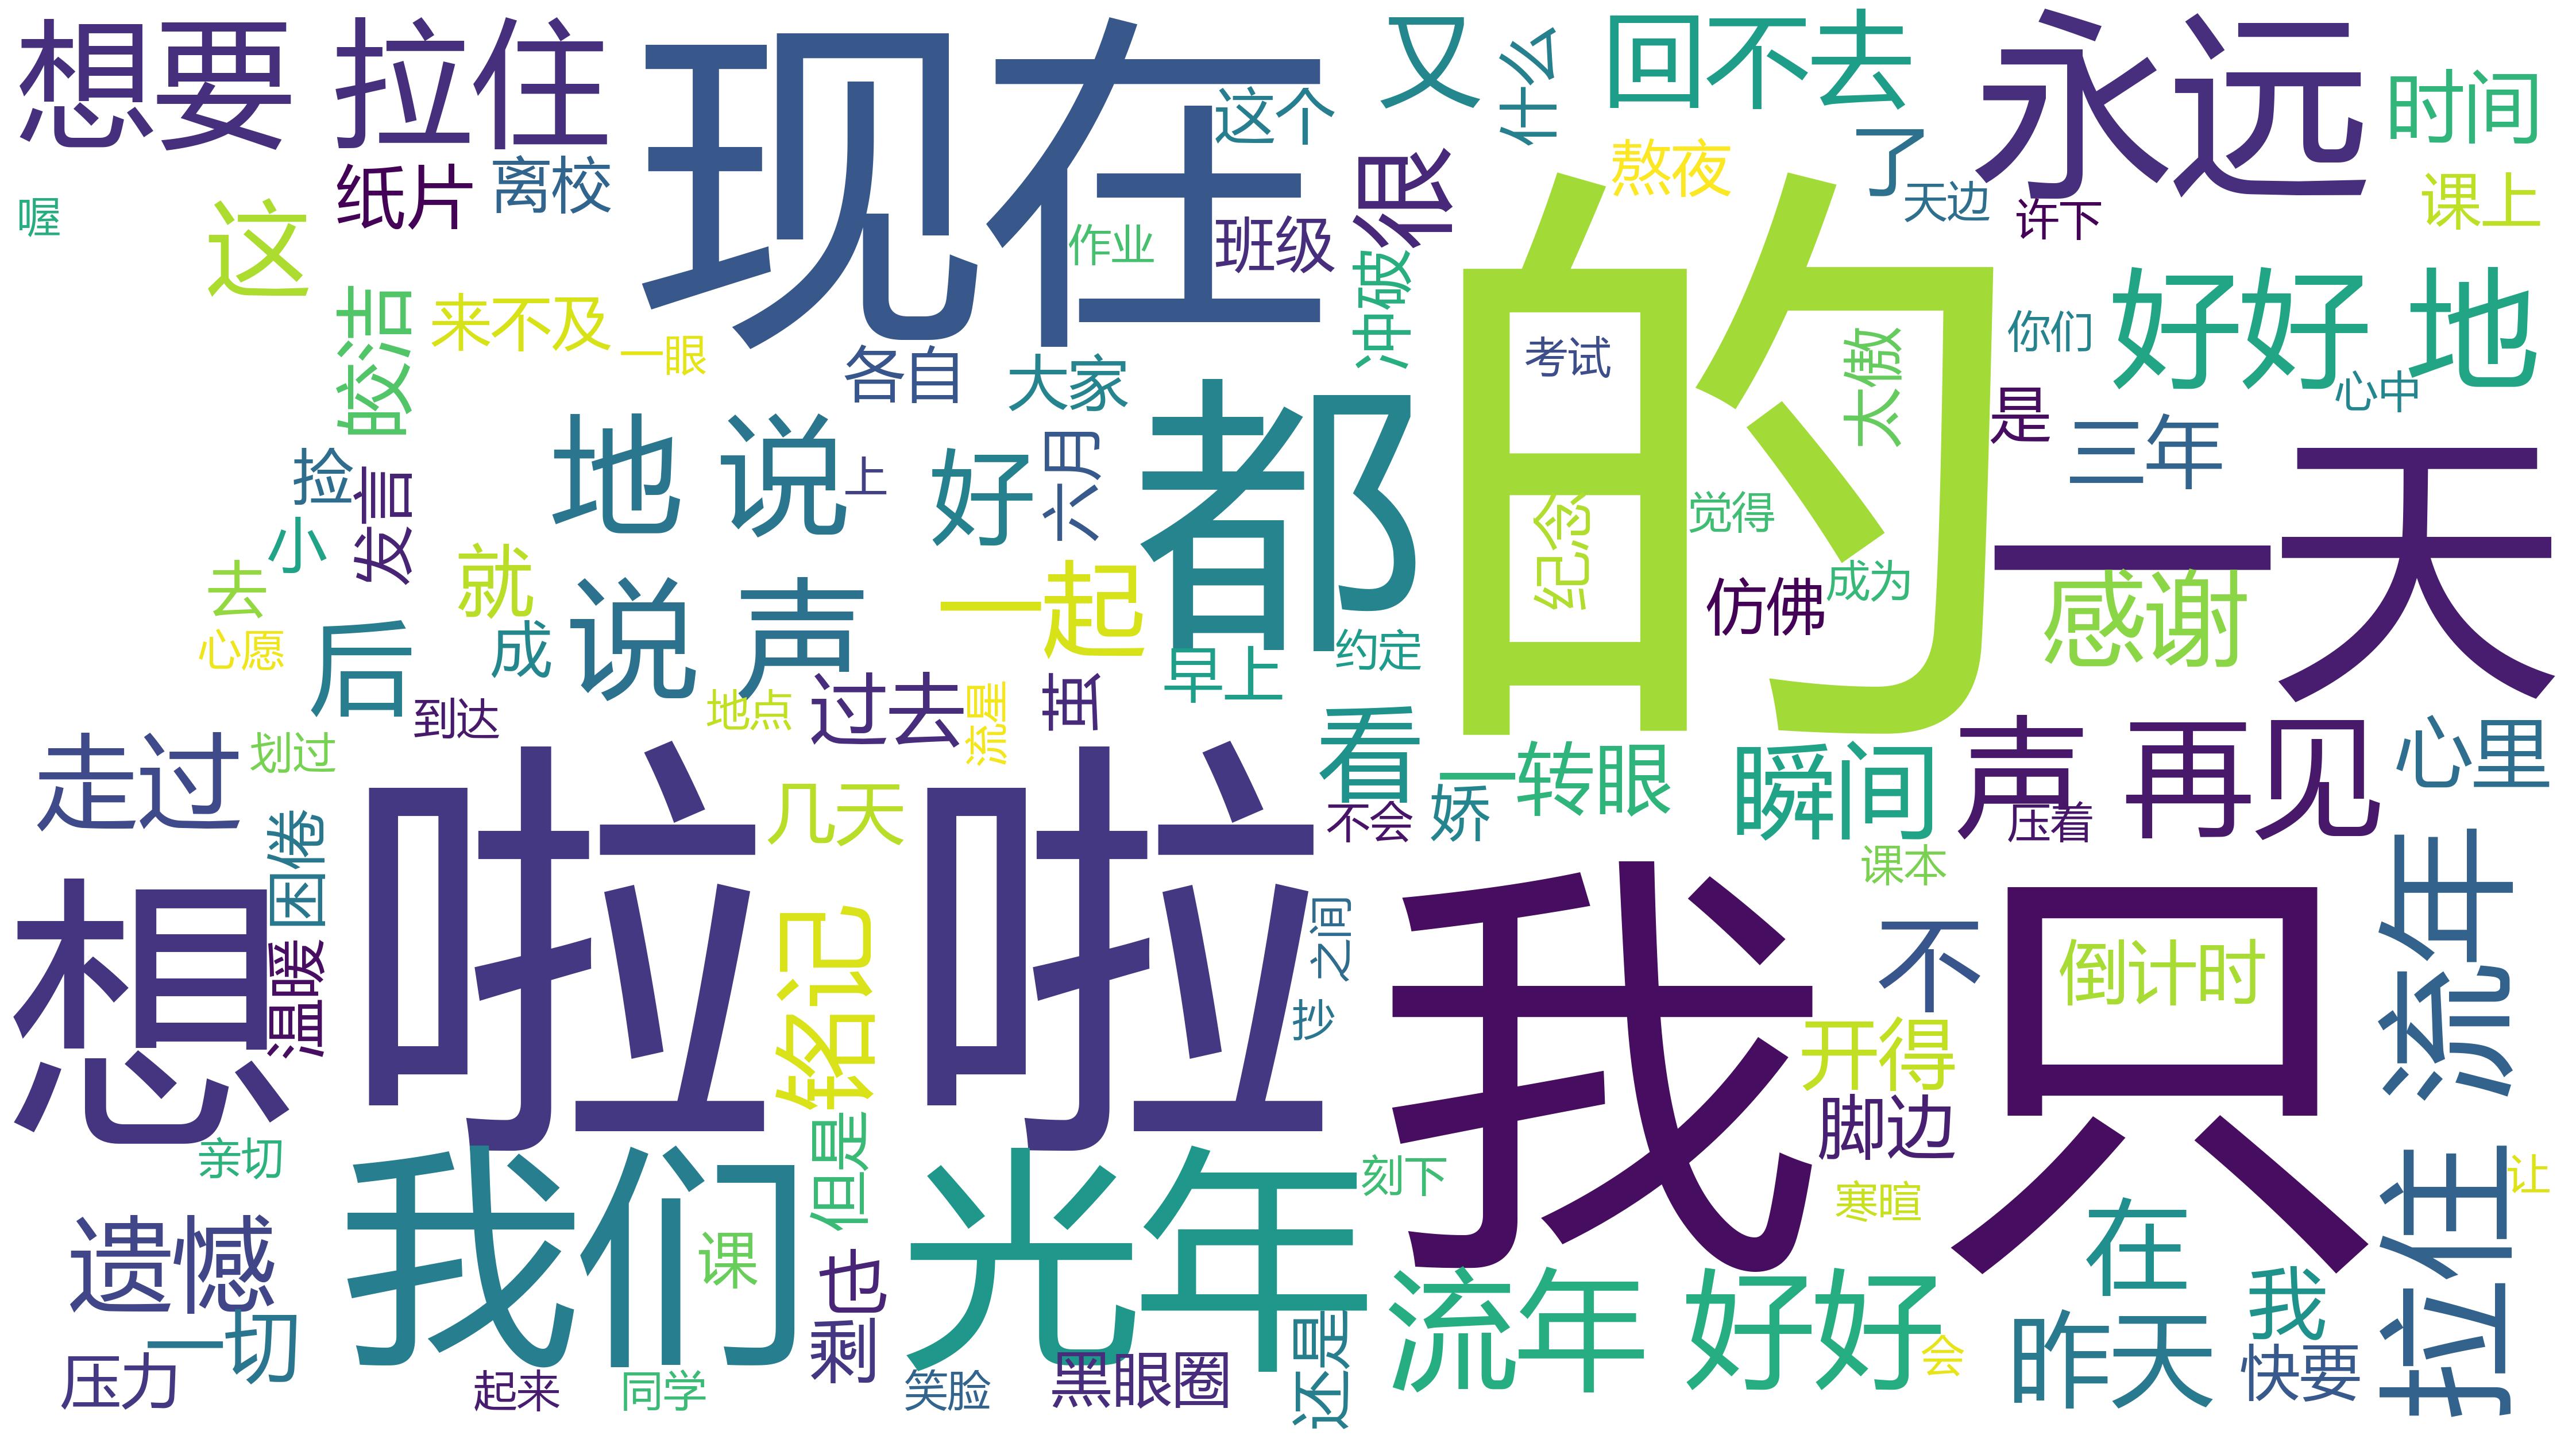 想要 拉住
现在
这个
又
什么
回不去
永远
时间
喔
这
纸片
离校
作业
班级
很
熬夜
了
天边
许下
课上
皎洁
来不及
一眼
各自
大家
冲破
的
考试
太傲
你们
好好 地
心中
是
三年
一天
捡
发言
地 说
上
好
六月
都
纪念
觉得
仿佛
成为
感谢
小
去
就
成
说 声
一起
早上
约定
心愿
后
到达
地点
过去
流星
茧
看
一转眼
瞬间
声 再见
心里
走过
划过
几天
不会
娇
压着
课本
困倦
想
啦 啦
铭记
之间
抄
我 只
不
倒计时
拉住 流年
温暖
开得
脚边
亲切
但是
刻下
寒暄
让
遗憾
一切
我们
课
也
光年
流年 好好
会
在
我
压力
起来
同学
剩
笑脸
黑眼圈
还是
昨天
快要